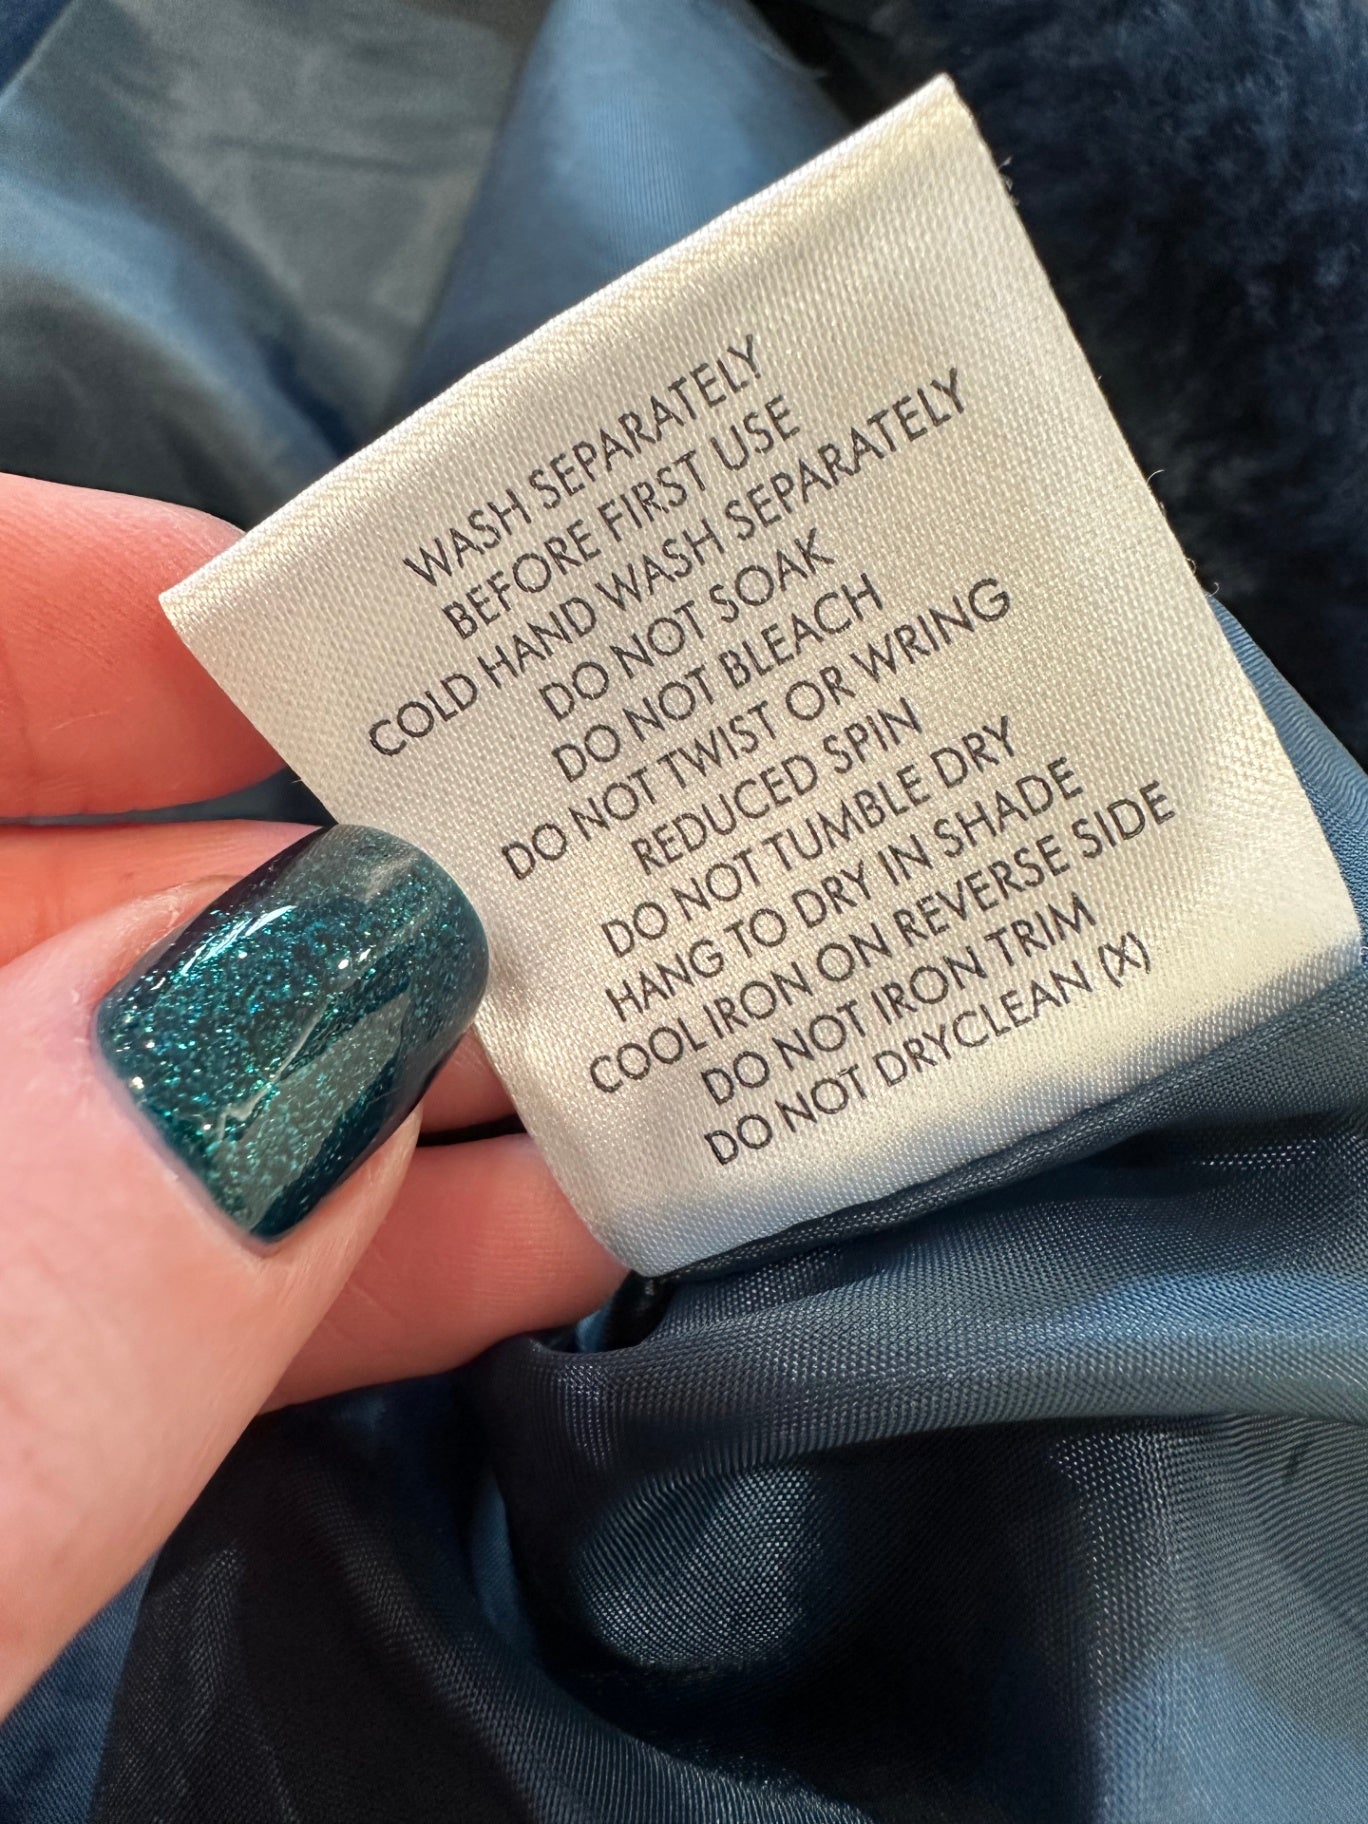 WASH SEPARATELY
BEFORE FIRST USE
COLD HAND WASH SEPARATELY
DO NOT SOAK
DO NOT BLEACH
DO NOT TWIST OR WRING
REDUCED SPIN
DO NOT TUMBLE DRY
HANG TO DRY IN SHADE
COOL IRON ON REVERSE SIDE
DO NOT IRON TRIM
DO NOT DRYCLEAN (X)